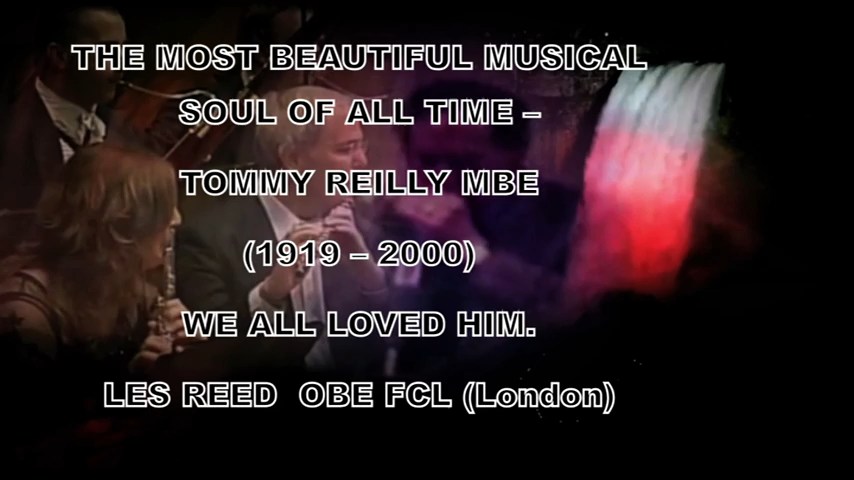 THE MOST BEAUTIFUL MUSICAL
SOUL OF ALL TIME –
TOMMY REILLY MBE
(1919 – 2000)
WE ALL LOVED HIM.
LES REED  OBE FCL (London)